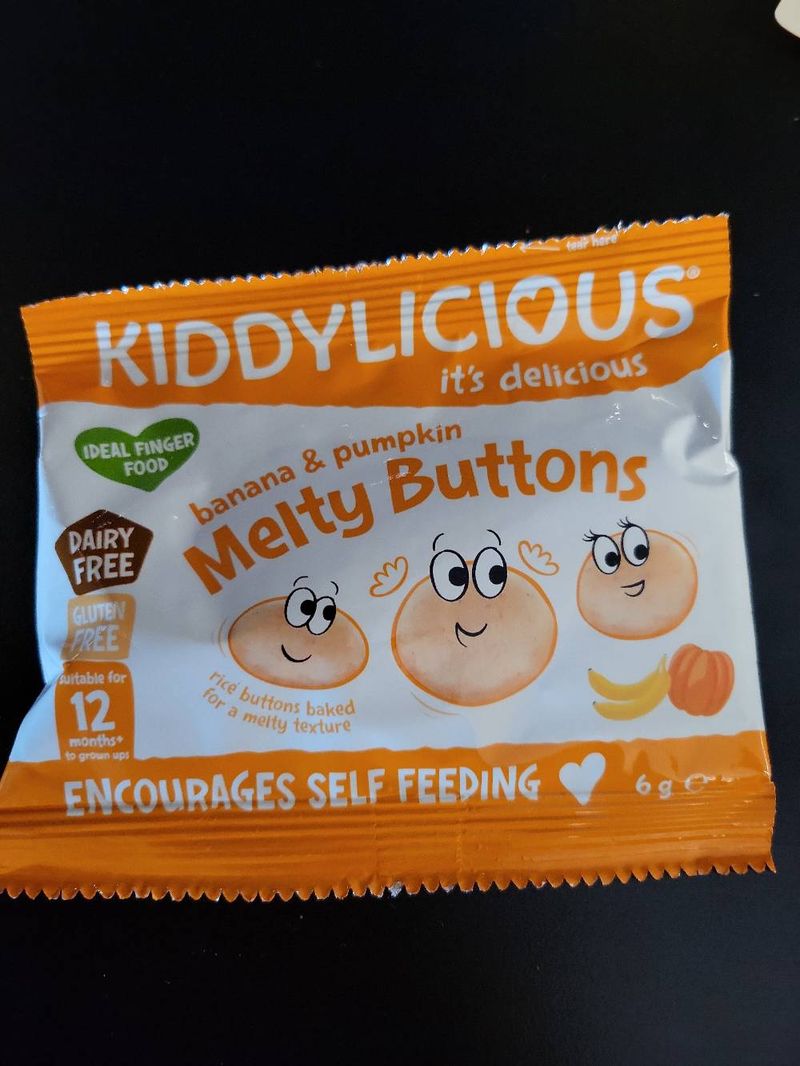 tear here
KIDDYLICIOUS®
it's delicious
IDEAL FINGER
FOOD
banana & pumpkin
Melty Buttons
DAIRY
FREE
GLUTEN
FREE
suitable for
12
months+
to grown ups
rice buttons baked
for a melty texture
ENCOURAGES SELF FEEDING
6g e